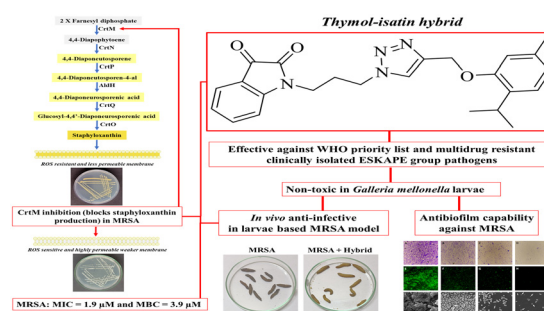 2 X Farnesyl diphosphate
CrtM
4,4-Diapophytoene
CrtN
4,4-Diaponeutosporene
CrtP
4,4-Diaponeutosporen-4-al
AldH
4,4-Diaponeurosporenic acid
CrtQ
Glucosyl-4,4'-Diaponeurosporenic acid
CrtO
Staphyloxanthin
ROS resistant and less permeable membrane
CrtM inhibition (blocks staphyloxanthin
production) in MRSA
ROS sensitive and highly permeable weaker membrane
MRSA: MIC = 1.9 µM and MBC = 3.9 µM
Thymol-isatin hybrid
O
O
N
N=N
N
O
Effective against WHO priority list and multidrug resistant
clinically isolated ESKAPE group pathogens
Non-toxic in Galleria mellonella larvae
In vivo anti-infective
in larvae based MRSA model
MRSA
MRSA + Hybrid
Antibiofilm capability
against MRSA